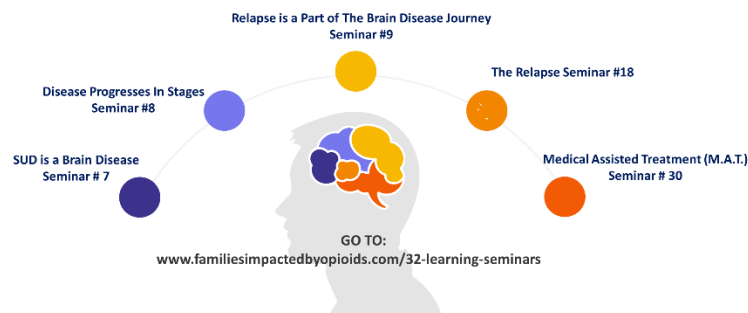 Relapse is a Part of The Brain Disease Journey
Seminar #9
The Relapse Seminar #18
Disease Progresses In Stages
Seminar #8
SUD is a Brain Disease
Seminar # 7
Medical Assisted Treatment (M.A.T.)
Seminar # 30
GO TO:
www.familiesimpactedbyopioids.com/32-learning-seminars